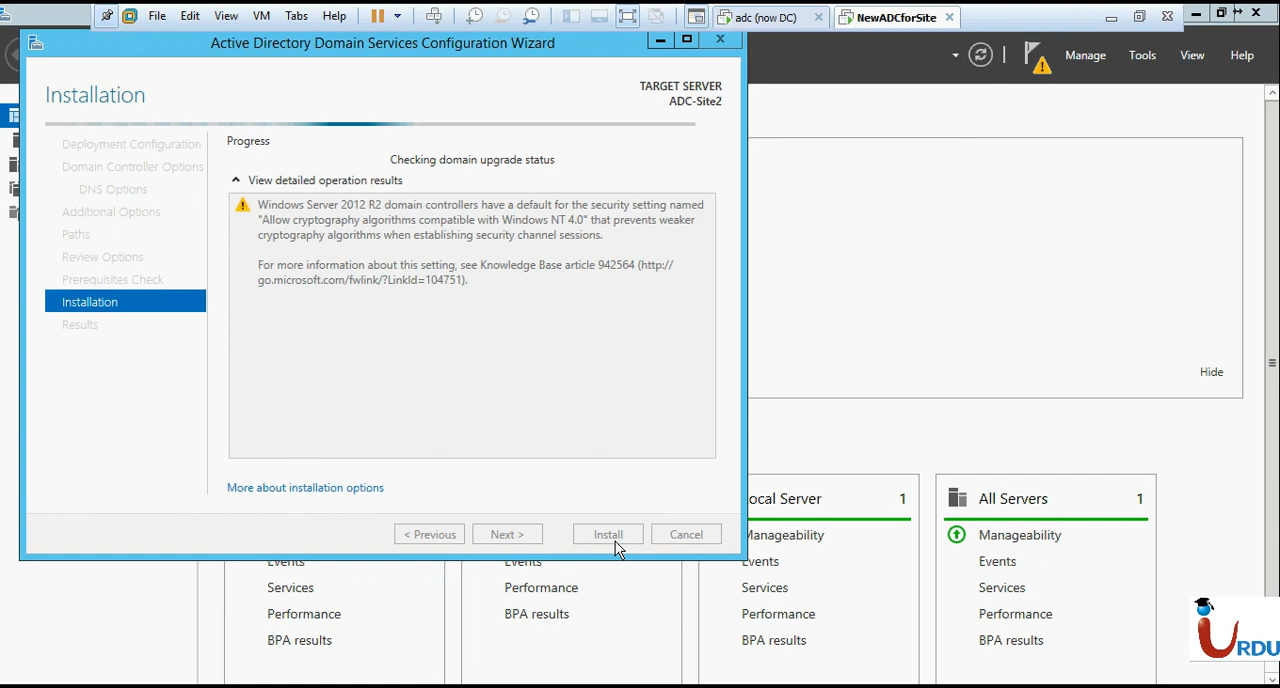 File Edit View VM Tabs Help
adc (now DC)
NewADCforSite
Active Directory Domain Services Configuration Wizard
Manage Tools View Help
Installation
TARGET SERVER
ADC-Site2
Deployment Configuration
Domain Controller Options
DNS Options
Additional Options
Paths
Review Options
Prerequisites Check
Installation
Results
Progress
Checking domain upgrade status
View detailed operation results
Windows Server 2012 R2 domain controllers have a default for the security setting named
"Allow cryptography algorithms compatible with Windows NT 4.0" that prevents weaker
cryptography algorithms when establishing security channel sessions.
For more information about this setting, see Knowledge Base article 942564 (http://
go.microsoft.com/fwlink/?LinkId=104751).
More about installation options
< Previous
Next >
Install
Cancel
Hide
Events
Services
Performance
BPA results
Events
Performance
BPA results
ocal Server 1
Manageability
Events
Services
Performance
BPA results
All Servers 1
Manageability
Events
Services
Performance
BPA results
iURDU